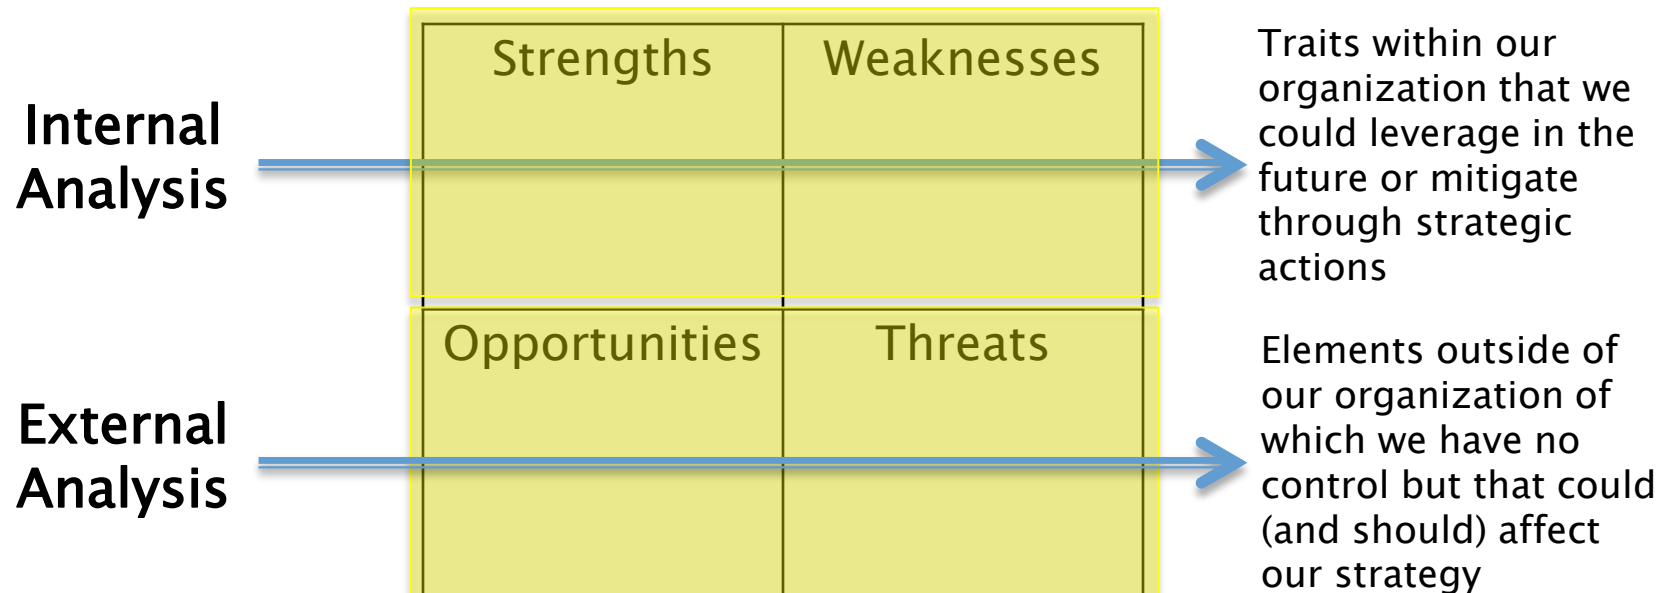 Internal
Analysis
Strengths
Weaknesses
Traits within our
organization that we
could leverage in the
future or mitigate
through strategic
actions
External
Analysis
Opportunities
Threats
Elements outside of
our organization of
which we have no
control but that could
(and should) affect
our strategy